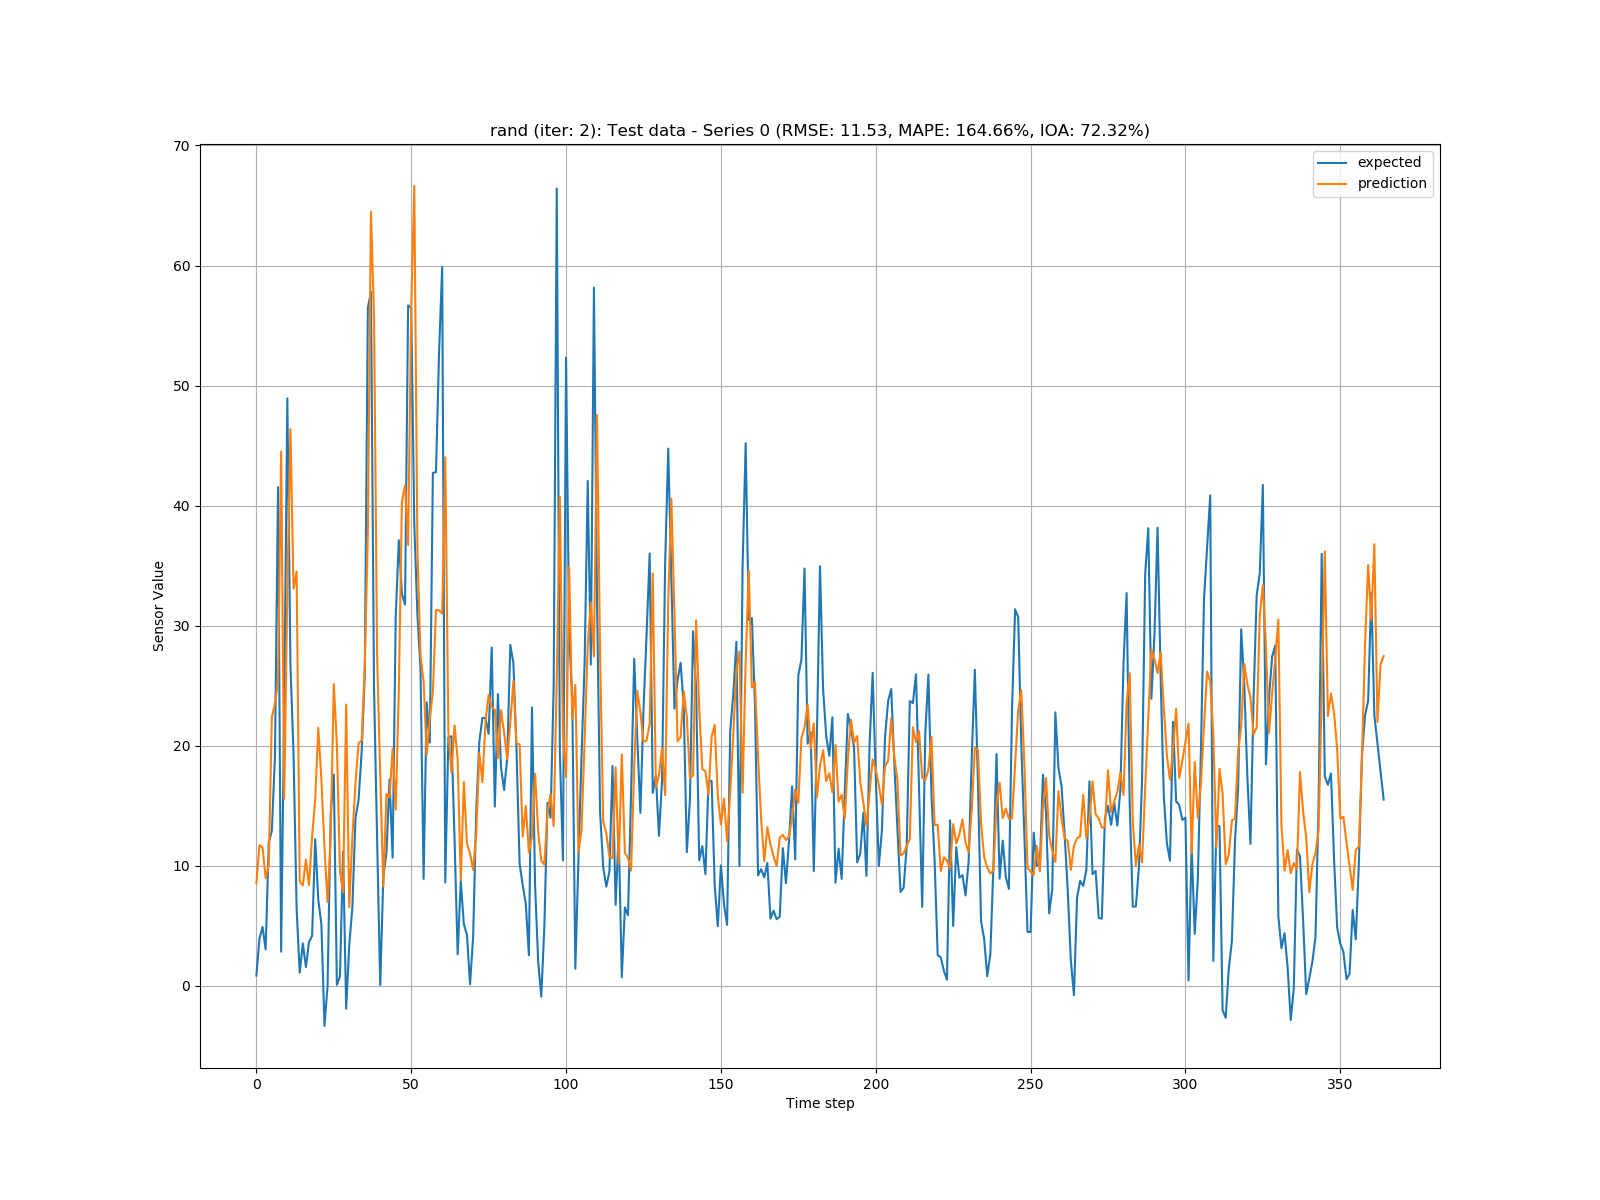 rand (iter: 2): Test data - Series 0 (RMSE: 11.53, MAPE: 164.66%, IOA: 72.32%)
expected
prediction
70
60
50
40
30
20
10
0
Sensor Value
0 50 100 150 200 250 300 350
Time step